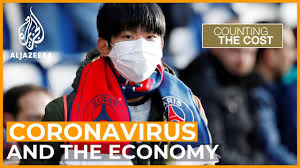 ALJAZEERA
COUNTING
THE COST
CORONAVIRUS
AND THE ECONOMY